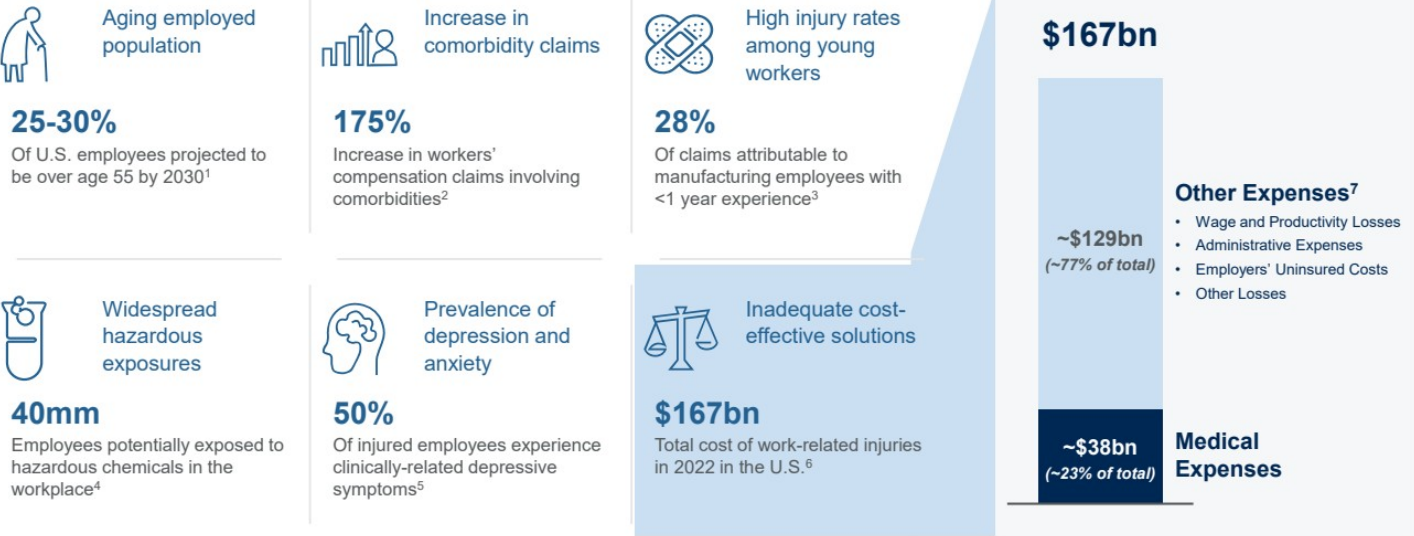 Aging employed
population
25-30%
Of U.S. employees projected to
be over age 55 by 2030¹
Increase in
comorbidity claims
175%
Increase in workers’
compensation claims involving
comorbidities²
High injury rates
among young
workers
28%
Of claims attributable to
manufacturing employees with
<1 year experience³
Widespread
hazardous
exposures
40mm
Employees potentially exposed to
hazardous chemicals in the
workplace⁴
Prevalence of
depression and
anxiety
50%
Of injured employees experience
clinically-related depressive
symptoms⁵
Inadequate cost-
effective solutions
$167bn
Total cost of work-related injuries
in 2022 in the U.S.⁶
$167bn
~$129bn
(~77% of total)
Other Expenses⁷
• Wage and Productivity Losses
• Administrative Expenses
• Employers’ Uninsured Costs
• Other Losses
~$38bn
(~23% of total)
Medical
Expenses